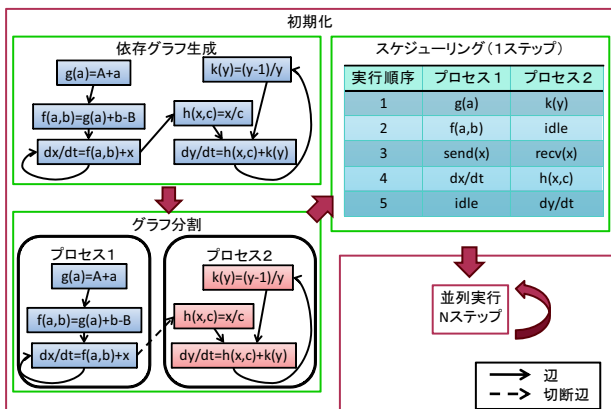 初期化
依存グラフ生成
g(a)=A+a
k(y)=(y-1)/y
f(a,b)=g(a)+b-B
h(x,c)=x/c
dx/dt=f(a,b)+x
dy/dt=h(x,c)+k(y)
スケジューリング(1ステップ)
実行順序 プロセス1 プロセス2
1 g(a) k(y)
2 f(a,b) idle
3 send(x) recv(x)
4 dx/dt h(x,c)
5 idle dy/dt
グラフ分割
プロセス1
プロセス2
g(a)=A+a
k(y)=(y-1)/y
f(a,b)=g(a)+b-B
h(x,c)=x/c
dx/dt=f(a,b)+x
dy/dt=h(x,c)+k(y)
並列実行
Nステップ
辺
切断辺